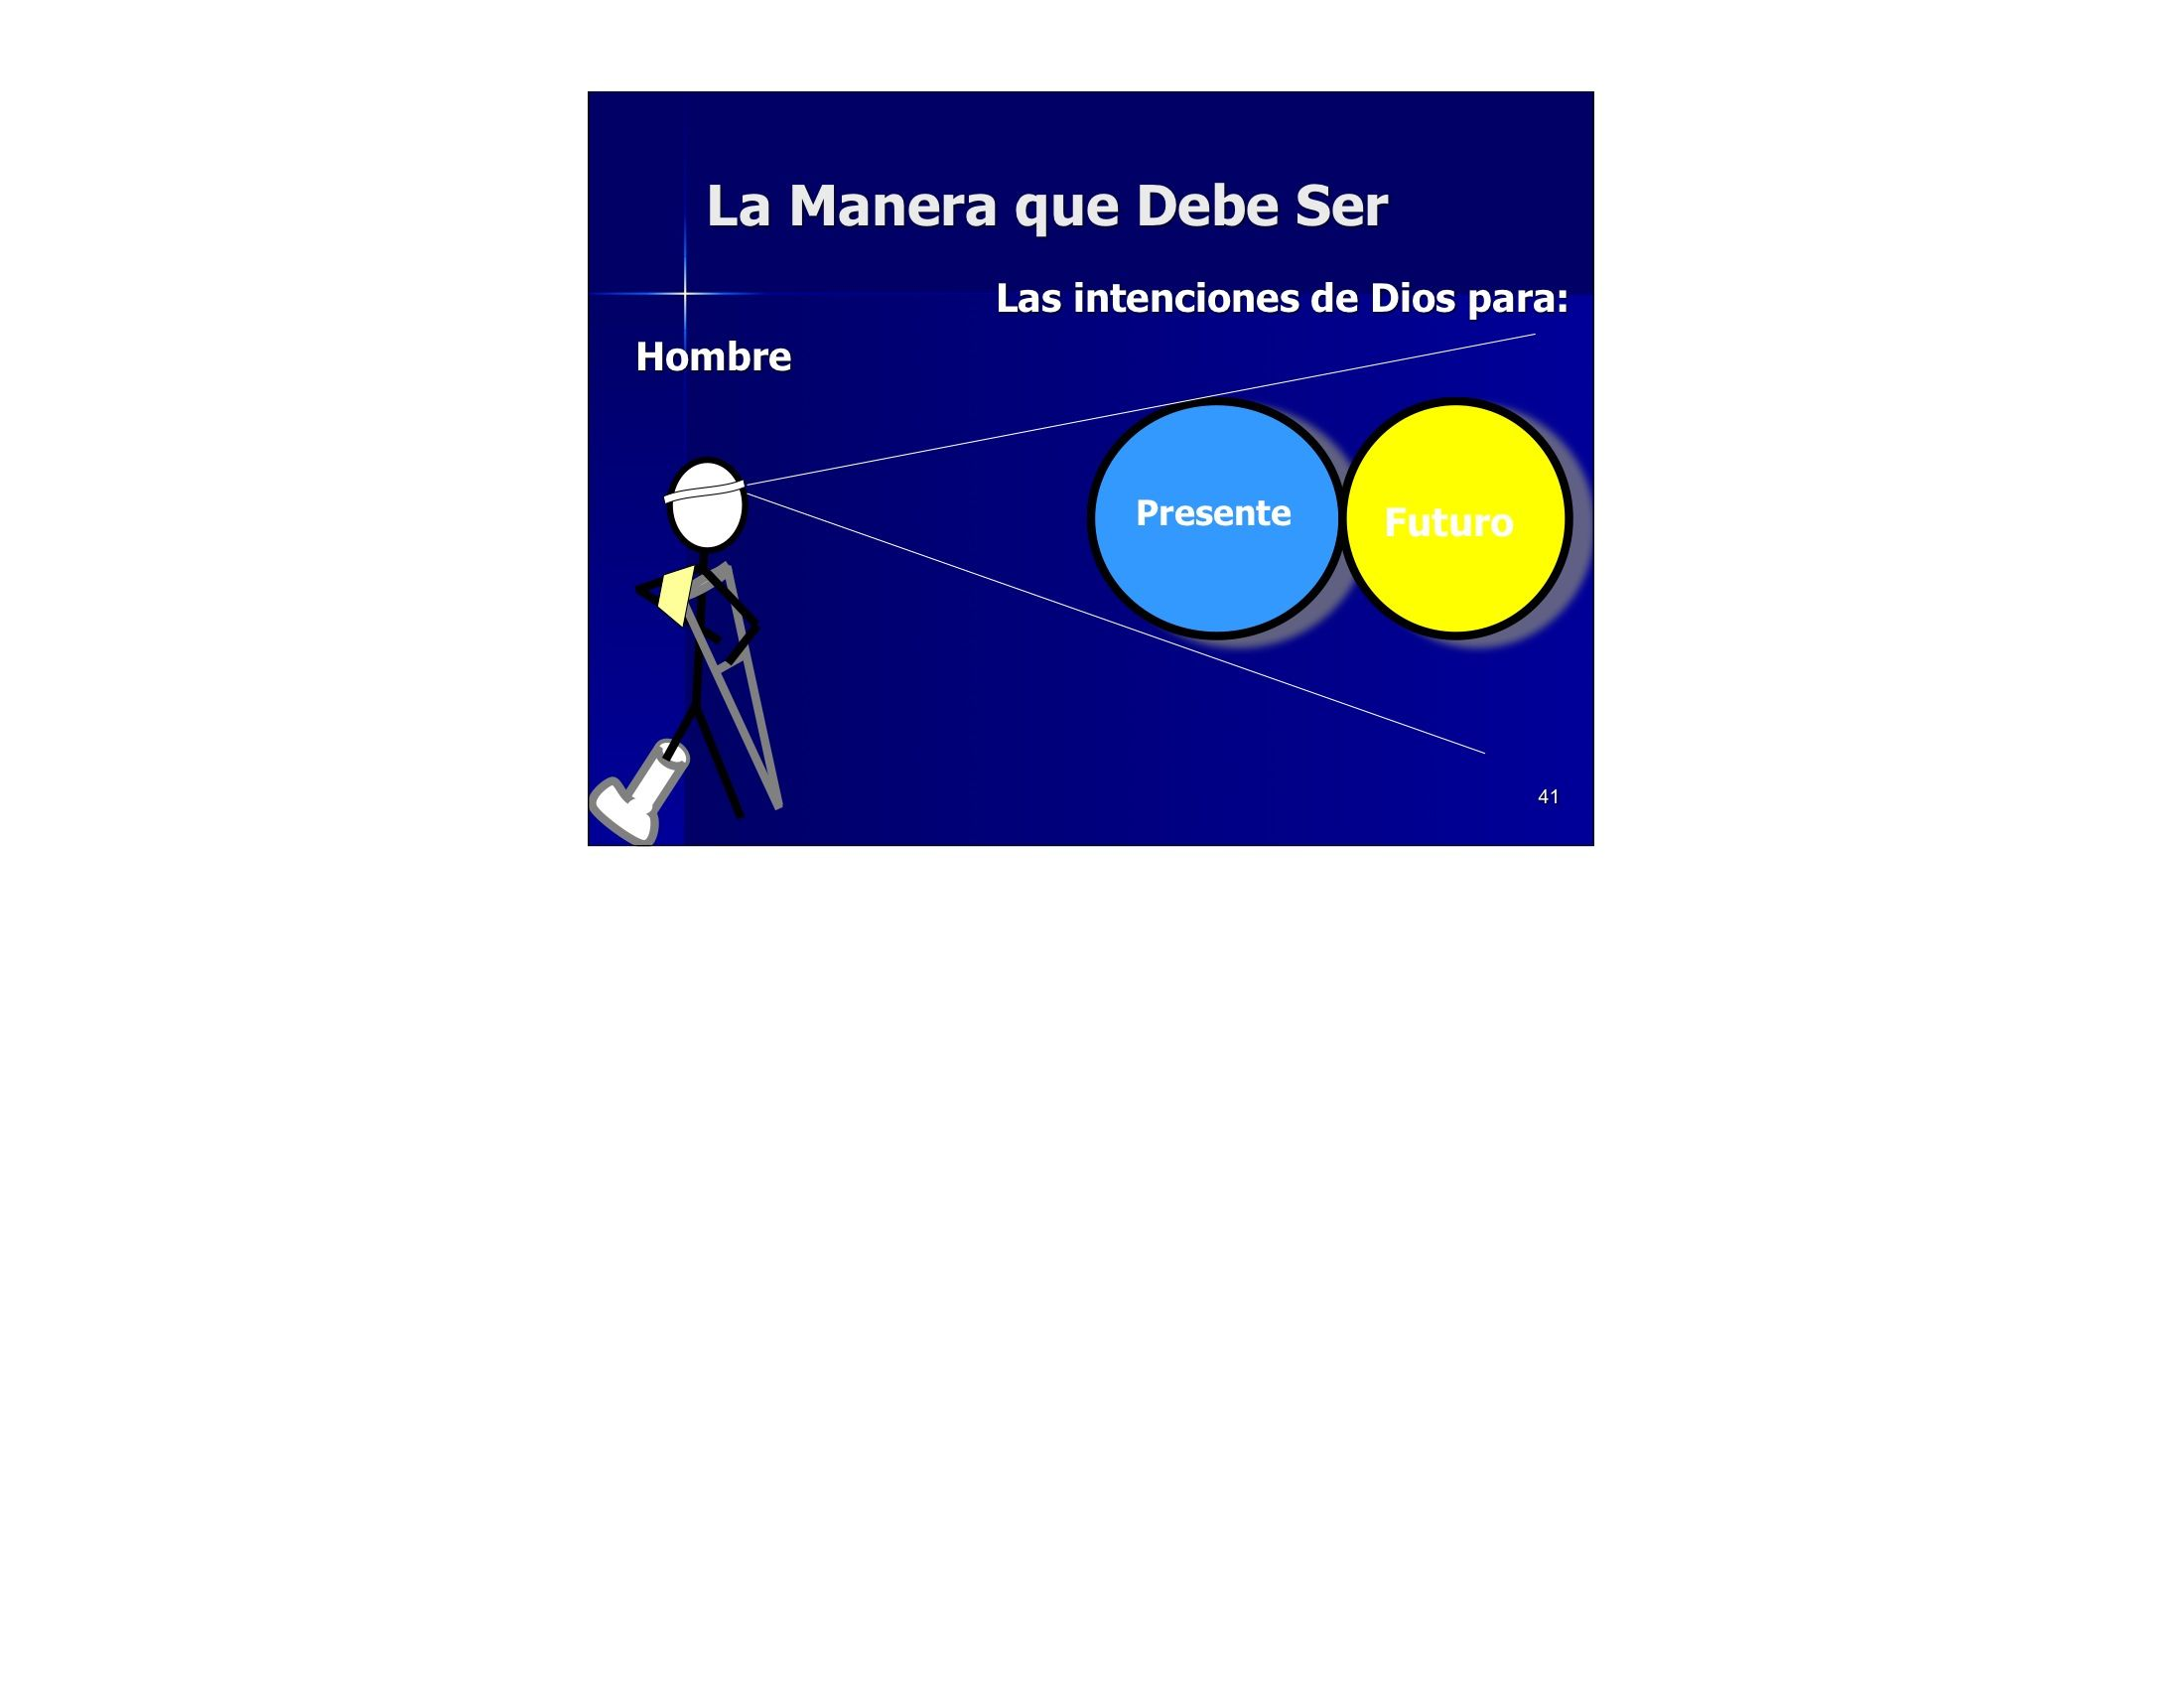 La Manera que Debe Ser
Las intenciones de Dios para:
Hombre
Presente
Futuro
41